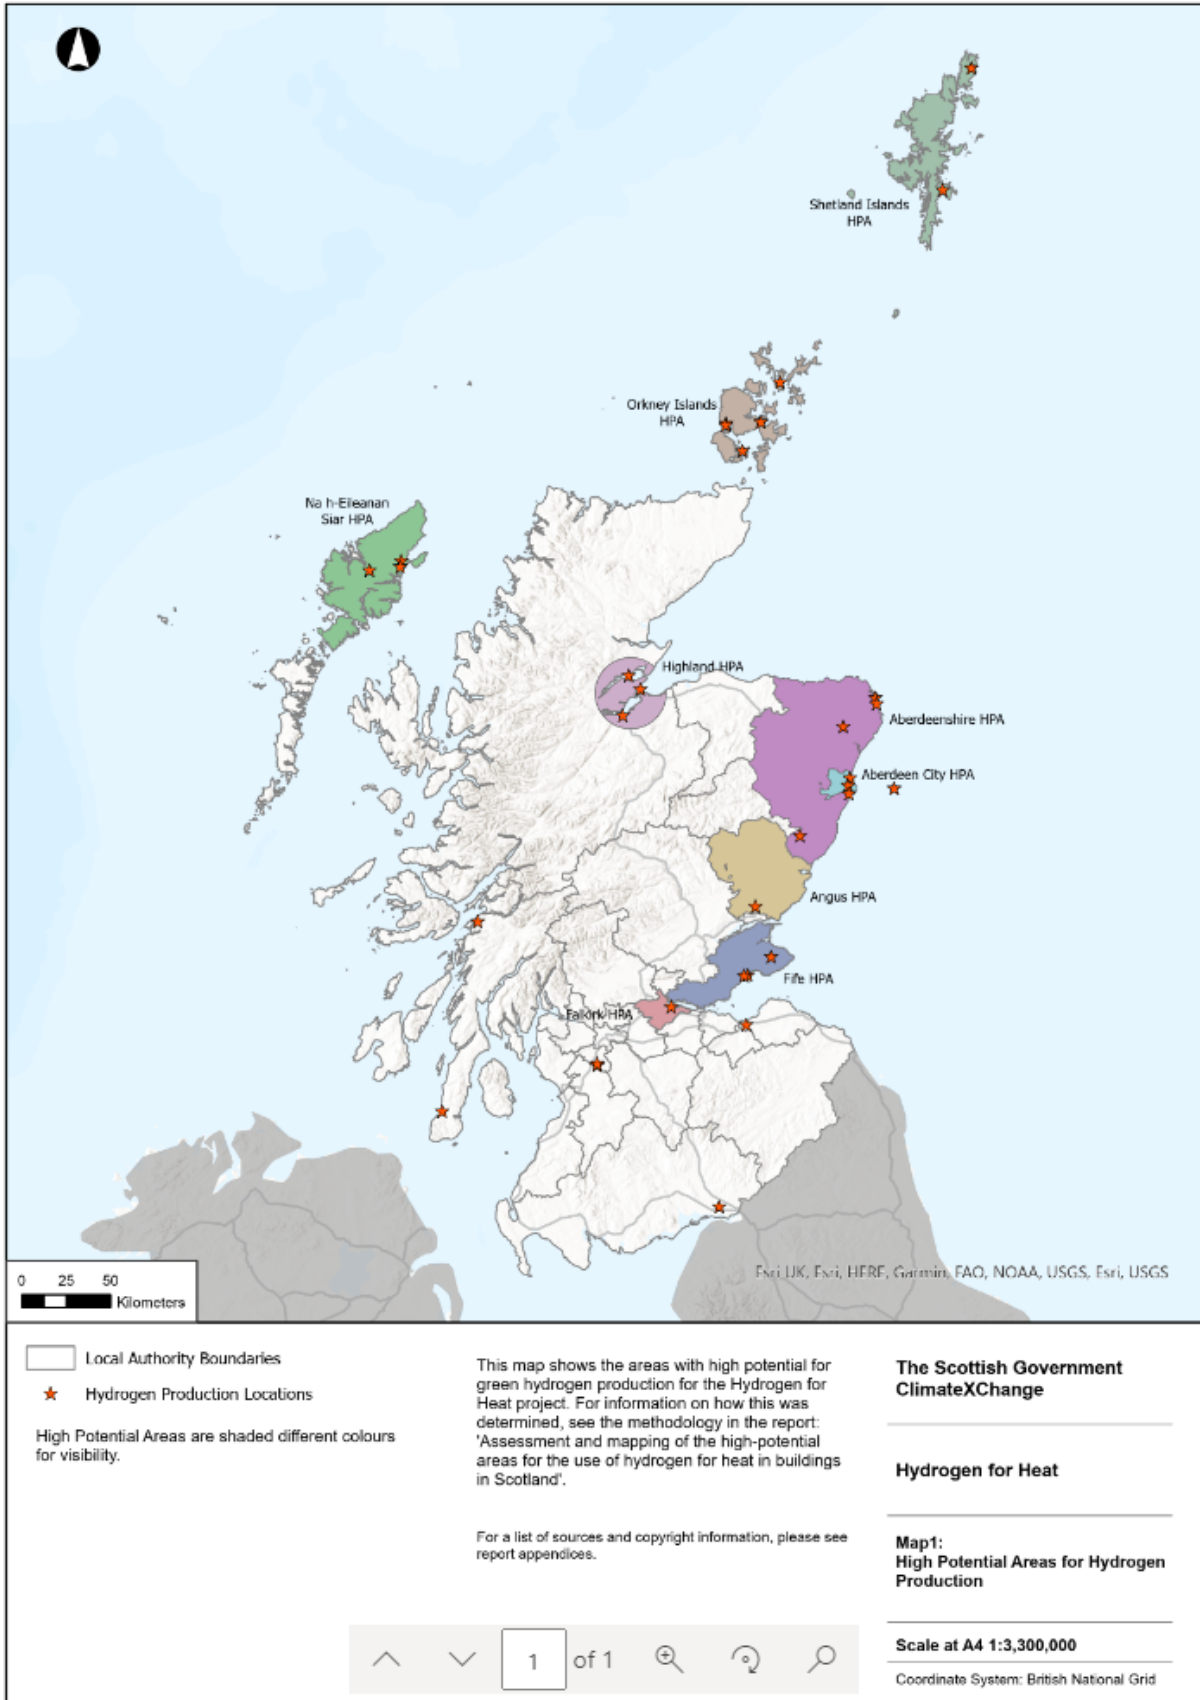 Shetland Islands
HPA
Orkney Islands
HPA
Na h-Eileanan
Siar HPA
Highland HPA
Aberdeenshire HPA
Aberdeen City HPA
Angus HPA
Fife HPA
Falkirk HPA
Esri UK, Esri, HERE, Garmin, FAO, NOAA, USGS, Esri, USGS
0 25 50
Kilometers
Local Authority Boundaries
Hydrogen Production Locations
High Potential Areas are shaded different colours
for visibility.
This map shows the areas with high potential for
green hydrogen production for the Hydrogen for
Heat project. For information on how this was
determined, see the methodology in the report:
'Assessment and mapping of the high-potential
areas for the use of hydrogen for heat in buildings
in Scotland'.
For a list of sources and copyright information, please see
report appendices.
The Scottish Government
ClimateXChange
Hydrogen for Heat
Map1:
High Potential Areas for Hydrogen
Production
Scale at A4 1:3,300,000
Coordinate System: British National Grid
1 of 1